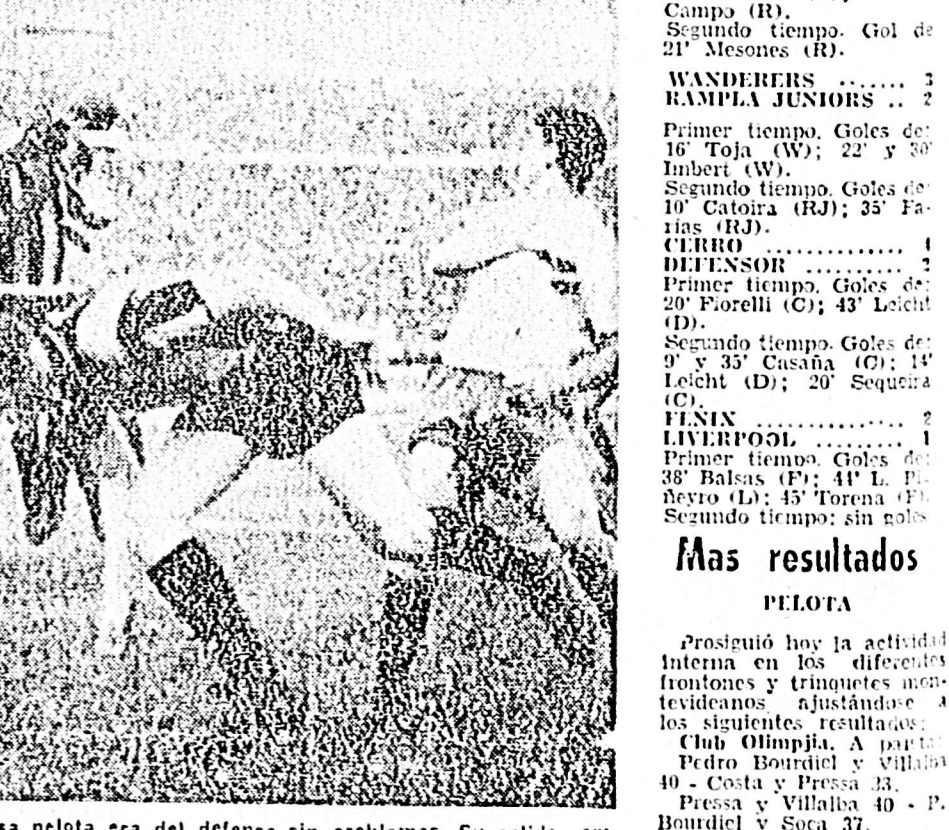 Campo (R).
Segundo tiempo. Gol de
21' Mesones (R).
WANDERERS ...... 3
RAMPLA JUNIORS .. 2
Primer tiempo. Goles de:
16' Toja (W); 22' y 30'
Imbert (W).
Segundo tiempo. Goles de:
10' Catoira (RJ); 35' Fa-
rias (RJ).
CERRO ............. 4
DEFENSOR .......... 2
Primer tiempo. Goles de:
20' Fiorelli (C); 43' Leicht
(D).
Segundo tiempo. Goles de:
9' y 35' Casaña (C); 14'
Leicht (D); 20' Sequeira
(C).
FENIX .............. 2
LIVERPOOL ......... 1
Primer tiempo. Goles de:
38' Balsas (F); 41' L. Pi-
ñeyro (L); 45' Torena (F).
Segundo tiempo: sin goles
Mas resultados
PELOTA
Prosiguió hoy la actividad
interna en los diferentes
frontones y trinquetes mon-
tevideanos, ajustándose a
los siguientes resultados:
Club Olimpjia. A
Pedro Bourdiel y Villalba
40 - Costa y Pressa 33.
Pressa y Villalba 40 - P.
Bourdiel y Soca 37.
sa pelota era del defensa sin problemas. Su salida,